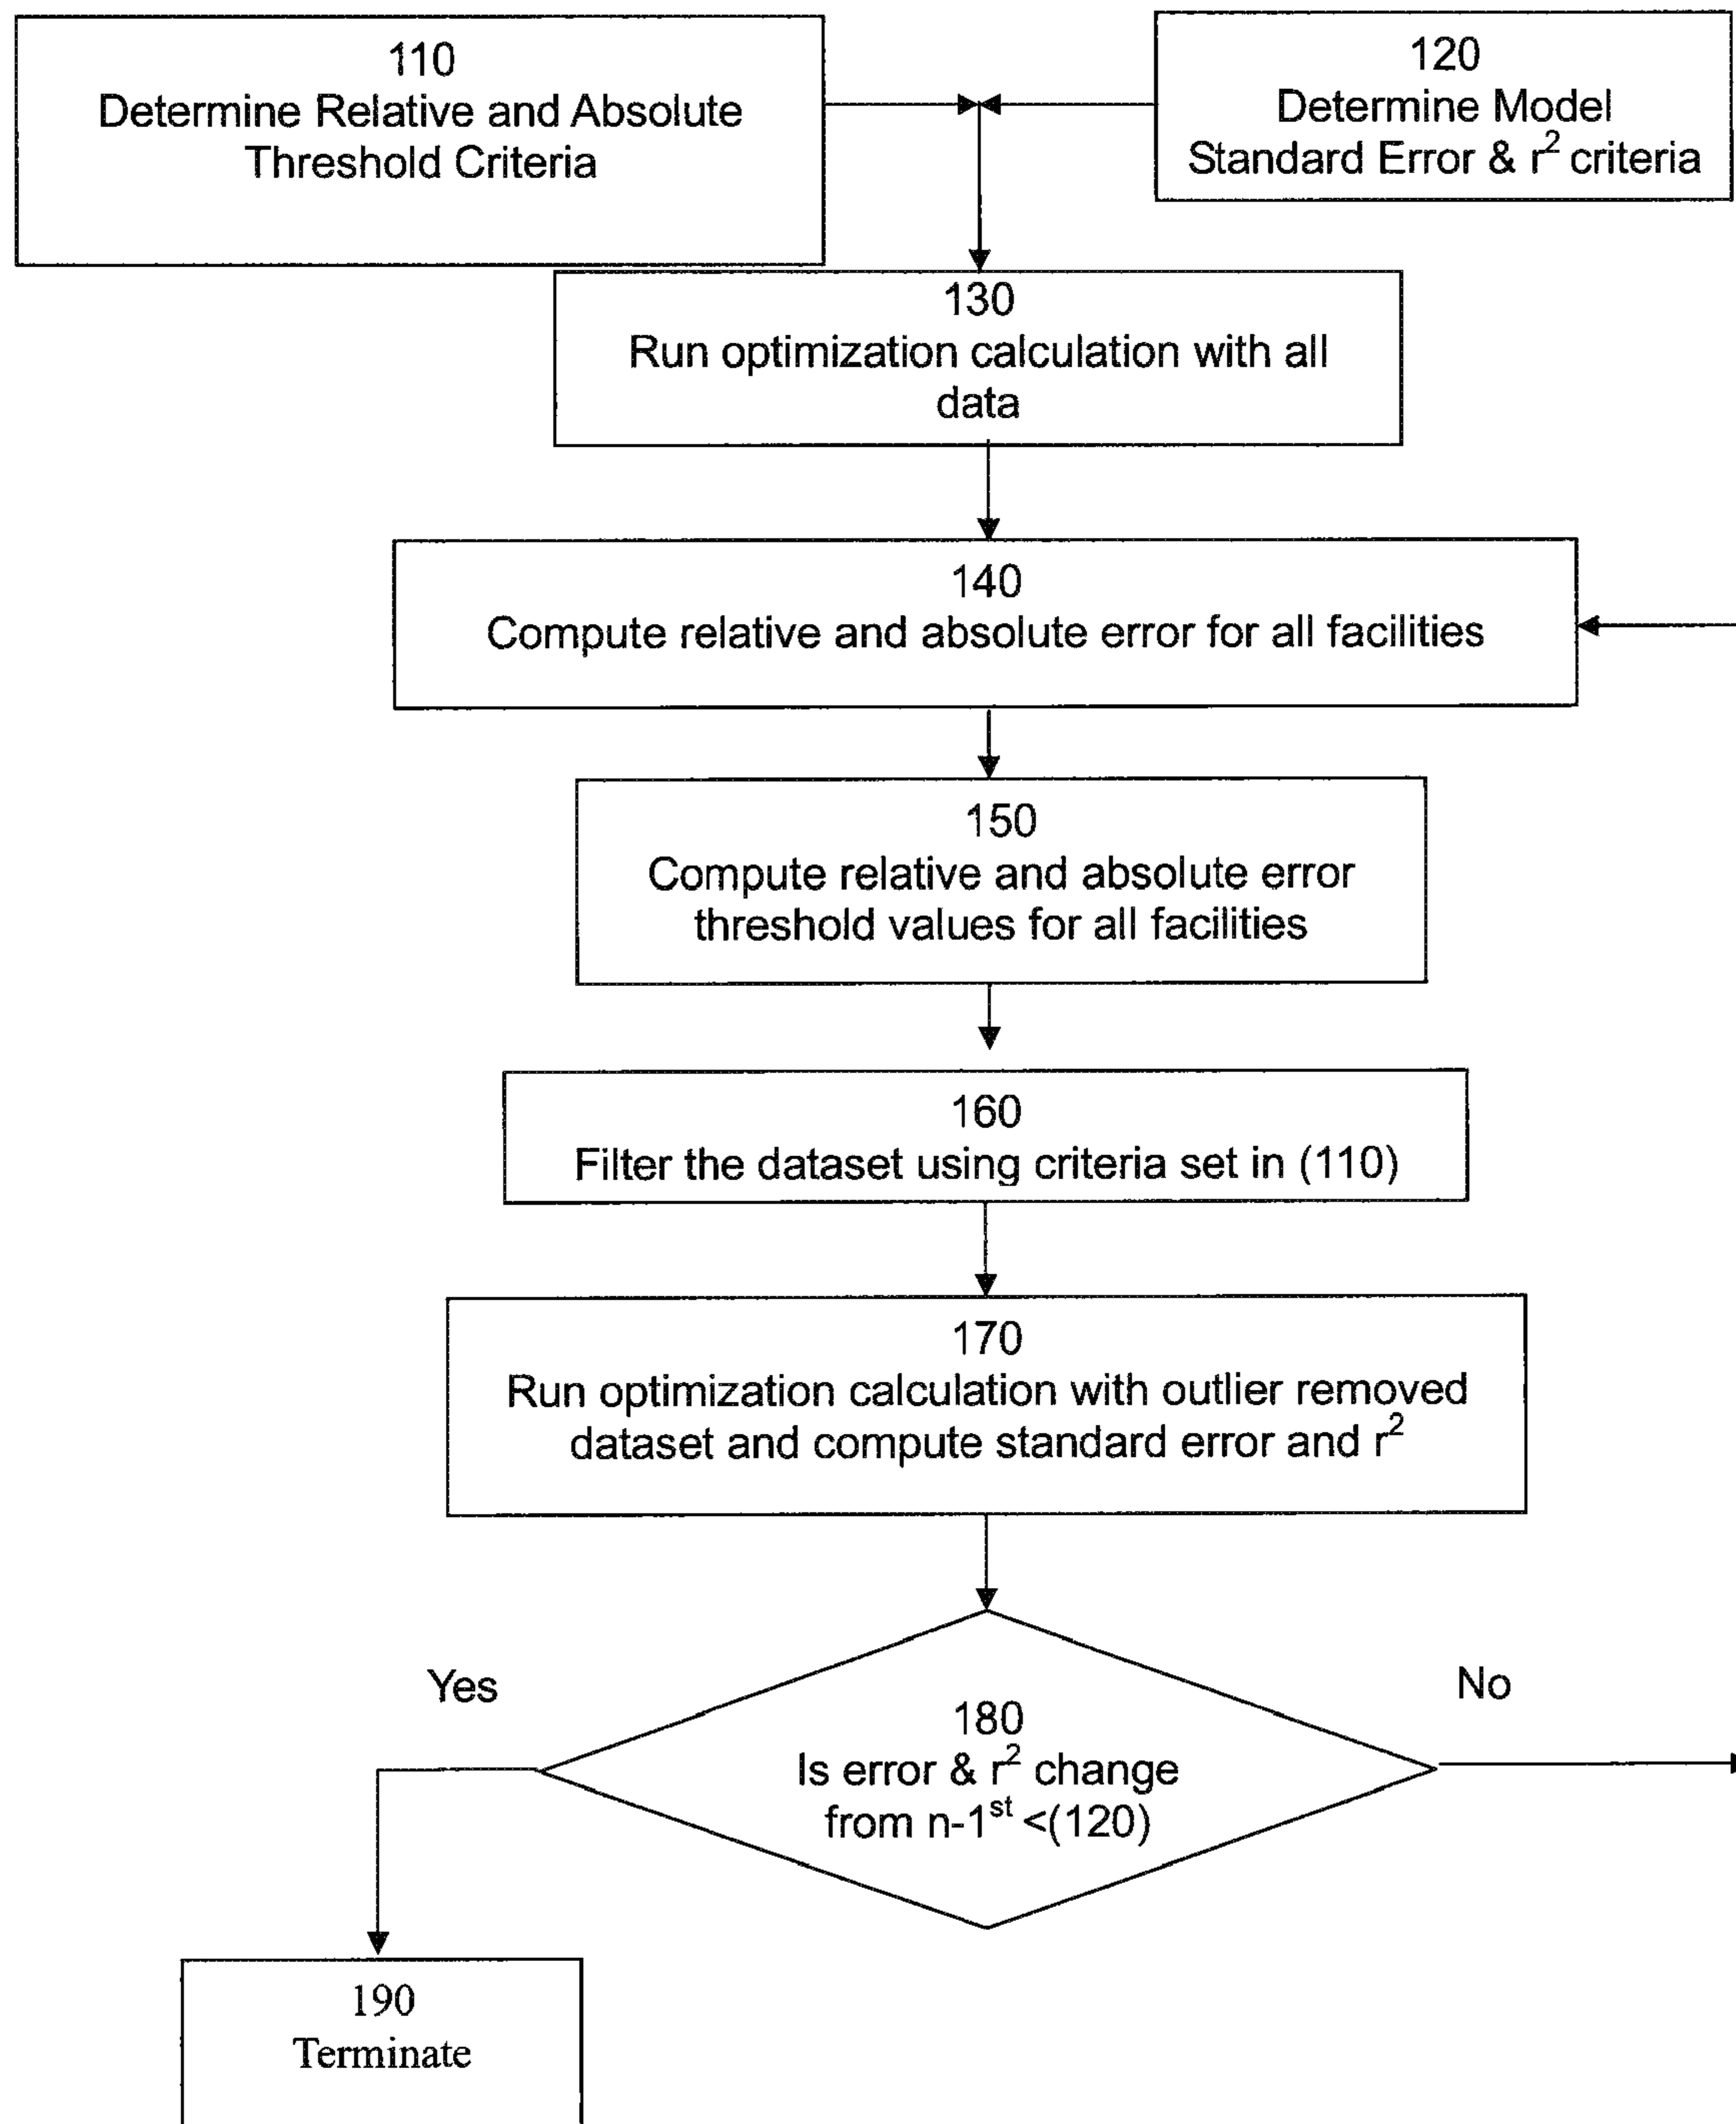 110
Determine Relative and Absolute
Threshold Criteria
120
Determine Model
Standard Error & r² criteria
130
Run optimization calculation with all
data
140
Compute relative and absolute error for all facilities
150
Compute relative and absolute error
threshold values for all facilities
160
Filter the dataset using criteria set in (110)
170
Run optimization calculation with outlier removed
dataset and compute standard error and r²
Yes
No
180
Is error & r² change
from n-1ˢᵗ <(120)
190
Terminate